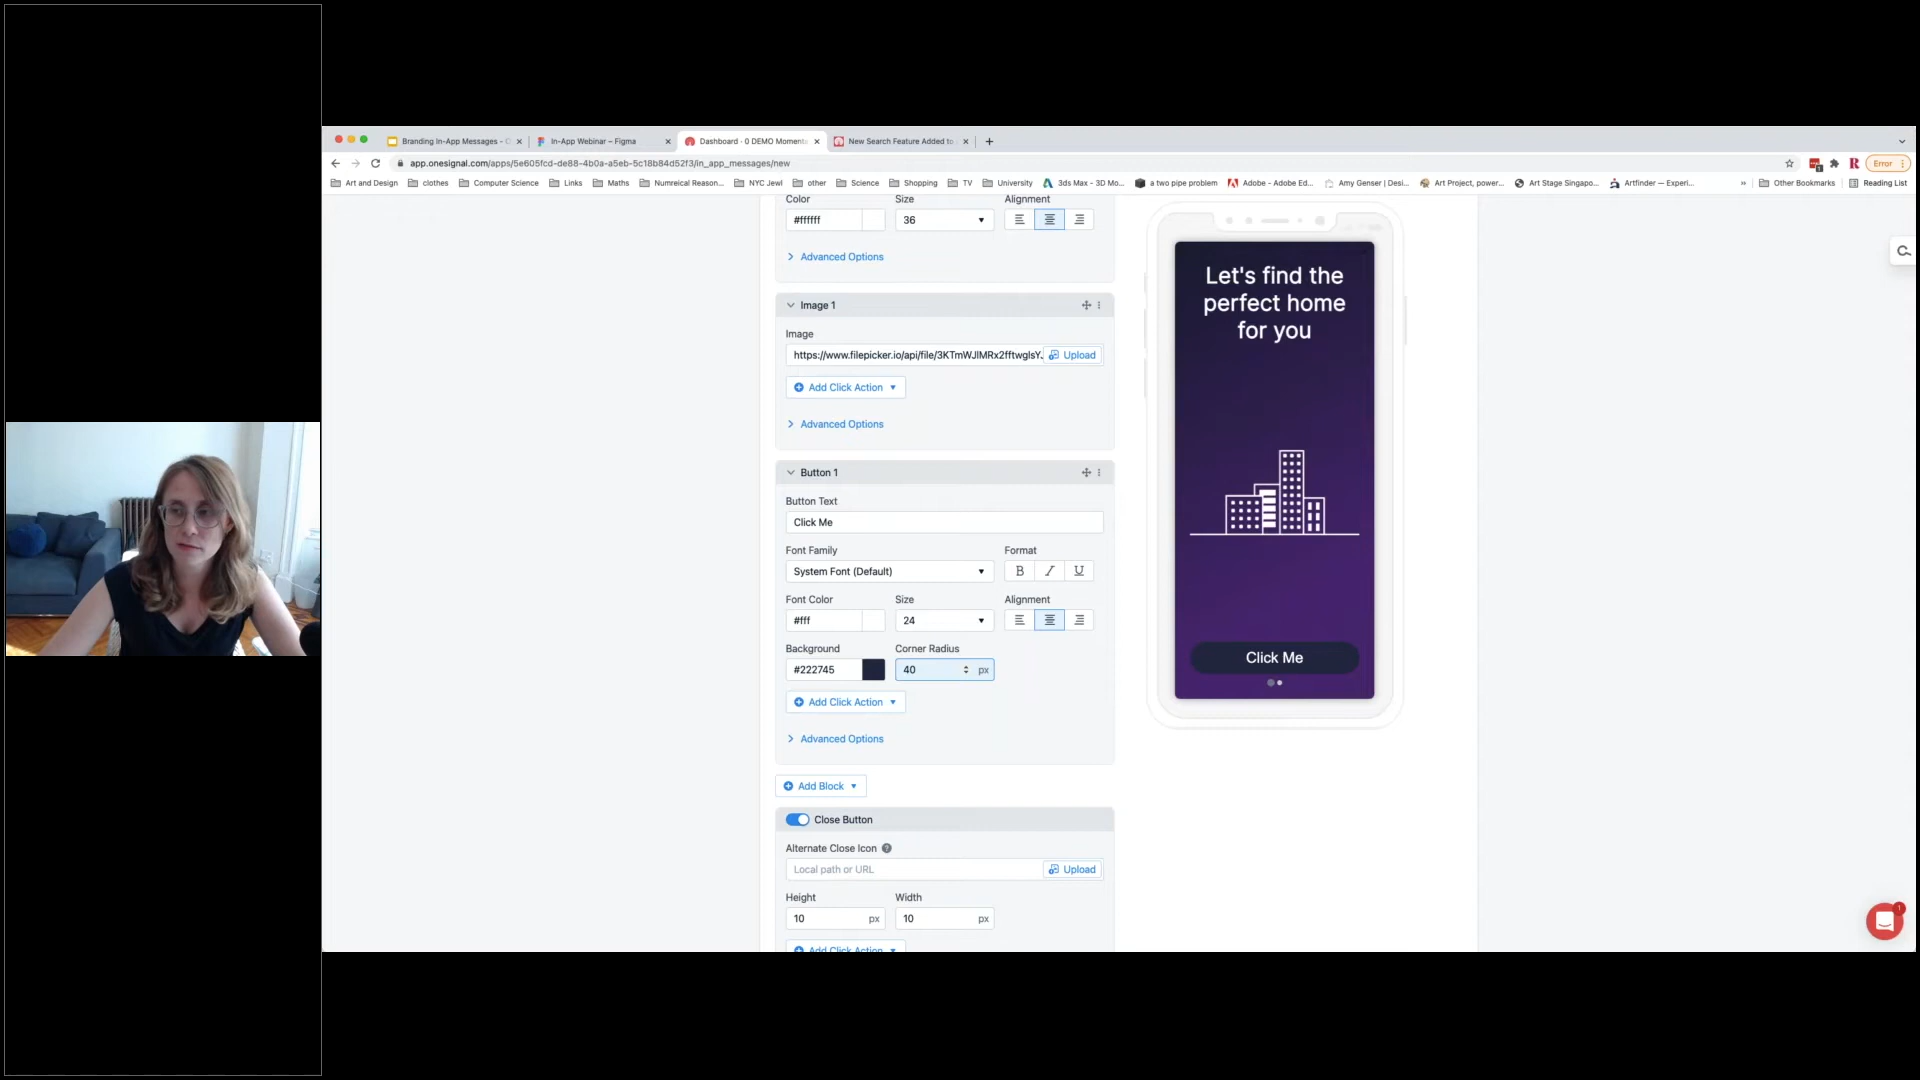 Branding In-App Messages - 
In-App Webinar – Figma
Dashboard - 0 DEMO Momenta
New Search Feature Added to
app.onesignal.com/apps/5e605fcd-de88-4b0a-a5eb-5c18b84d52f3/in_app_messages/new
Error
Art and Design
clothes
Computer Science
Links
Maths
Numreical Reason...
NYC Jewl
other
Science
Shopping
TV
University
3ds Max - 3D Mo...
a two pipe problem
Adobe - Adobe Ed...
Amy Genser | Desi...
Art Project, power...
Art Stage Singapo...
Artfinder — Experi...
»
Other Bookmarks
Reading List
Color
Size
Alignment
#ffffff
36
Advanced Options
Image 1
Image
https://www.filepicker.io/api/file/3KTmWJlMRx2fftwglsY.
Upload
Add Click Action
Advanced Options
Button 1
Button Text
Click Me
Font Family
Format
System Font (Default)
B I U
Font Color
Size
Alignment
#fff
24
Background
Corner Radius
#222745
40
px
Add Click Action
Advanced Options
Add Block
Close Button
Alternate Close Icon ?
Local path or URL
Upload
Height
Width
10 px
10 px
Add Click Action
Let's find the
perfect home
for you
Click Me
1